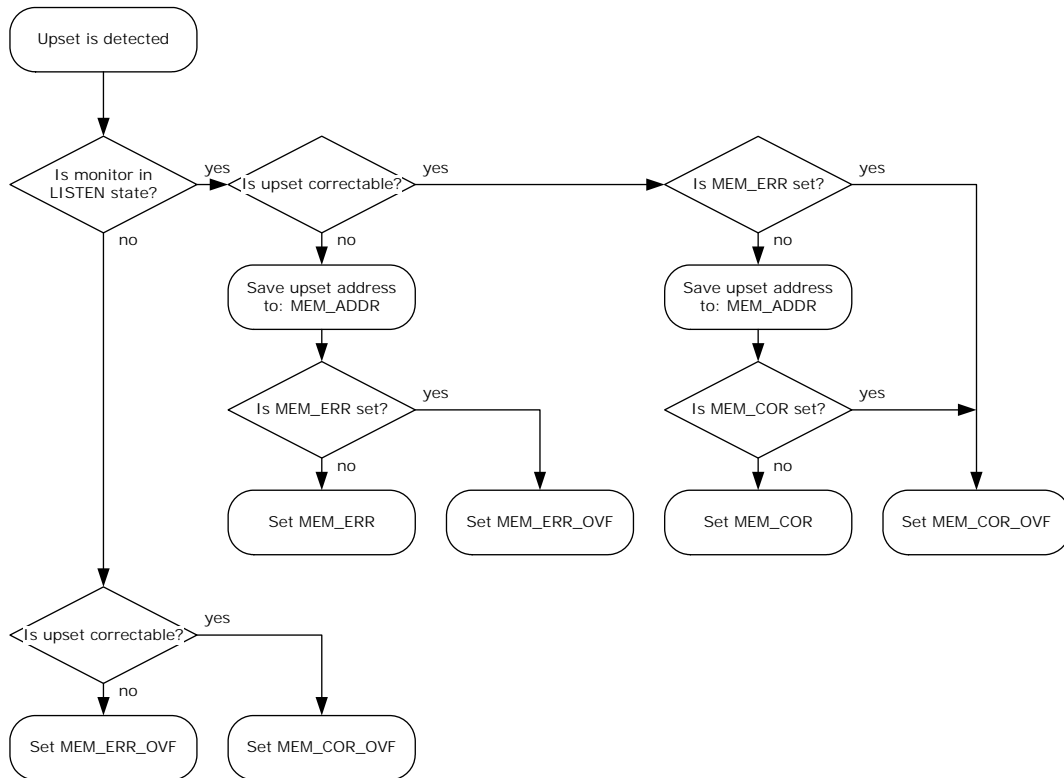 Upset is detected
Is monitor in
LISTEN state?
yes
Is upset correctable?
yes
Is MEM_ERR set?
yes
no
no
no
Save upset address
to: MEM_ADDR
Save upset address
to: MEM_ADDR
Is MEM_ERR set?
yes
Is MEM_COR set?
yes
no
no
Set MEM_ERR
Set MEM_ERR_OVF
Set MEM_COR
Set MEM_COR_OVF
Is upset correctable?
yes
no
Set MEM_ERR_OVF
Set MEM_COR_OVF